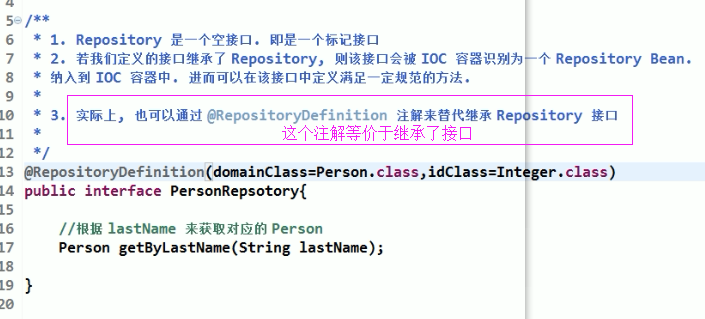 4
5 /**
6 * 1. Repository 是一个空接口. 即是一个标记接口
7 * 2. 若我们定义的接口继承了 Repository, 则该接口会被 IOC 容器识别为一个 Repository Bean.
8 * 纳入到 IOC 容器中. 进而可以在该接口中定义满足一定规范的方法.
9 *
10 * 3. 实际上, 也可以通过 @RepositoryDefinition 注解来替代继承 Repository 接口
11 * 这个注解等价于继承了接口
12 */
13 @RepositoryDefinition(domainClass=Person.class,idClass=Integer.class)
14 public interface PersonRepsotory{
15
16 //根据 lastName 来获取对应的 Person
17 Person getByLastName(String lastName);
18
19 }
20